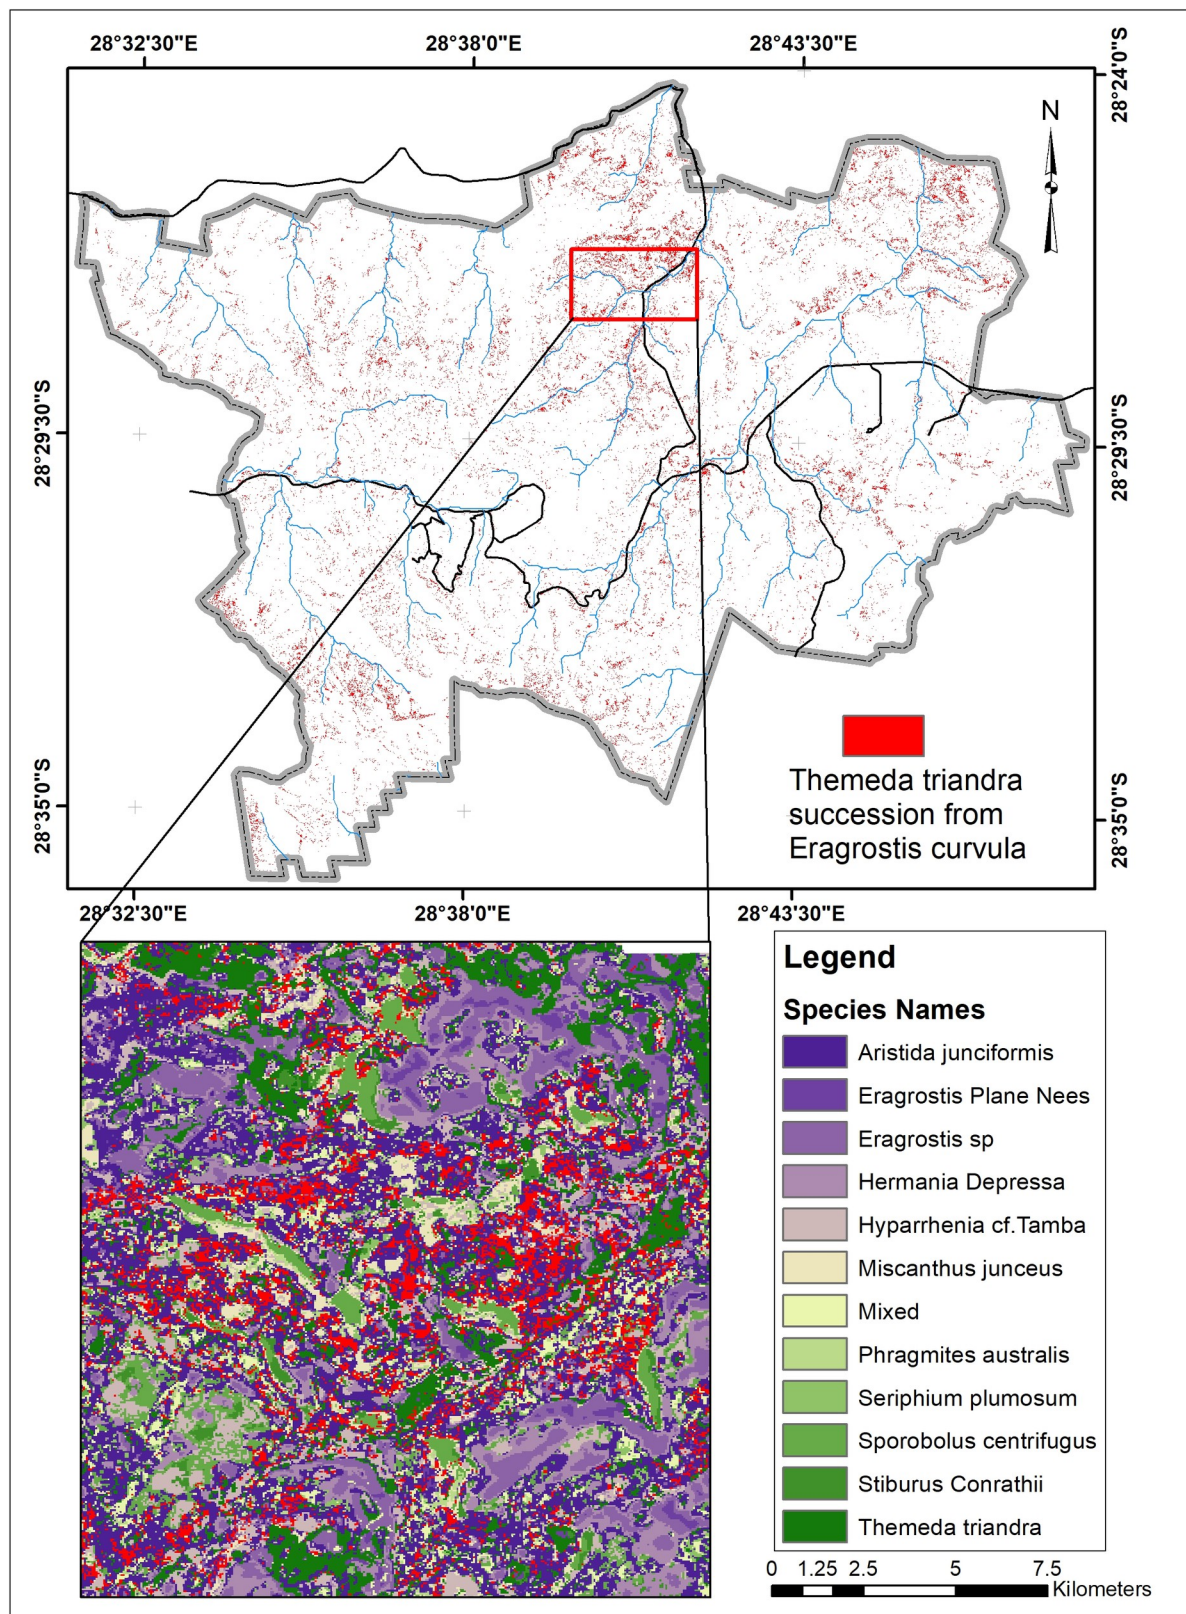 28°32'30"E 28°38'0"E 28°43'30"E
28°24'0"S
N
28°29'30"S
28°29'30"S
Themeda triandra
succession from
Eragrostis curvula
28°35'0"S
28°35'0"S
28°32'30"E 28°38'0"E 28°43'30"E
Legend
Species Names
Aristida junciformis
Eragrostis Plane Nees
Eragrostis sp
Hermania Depressa
Hyparrhenia cf.Tamba
Miscanthus junceus
Mixed
Phragmites australis
Seriphium plumosum
Sporobolus centrifugus
Stiburus Conrathii
Themeda triandra
0 1.25 2.5 5 7.5
Kilometers